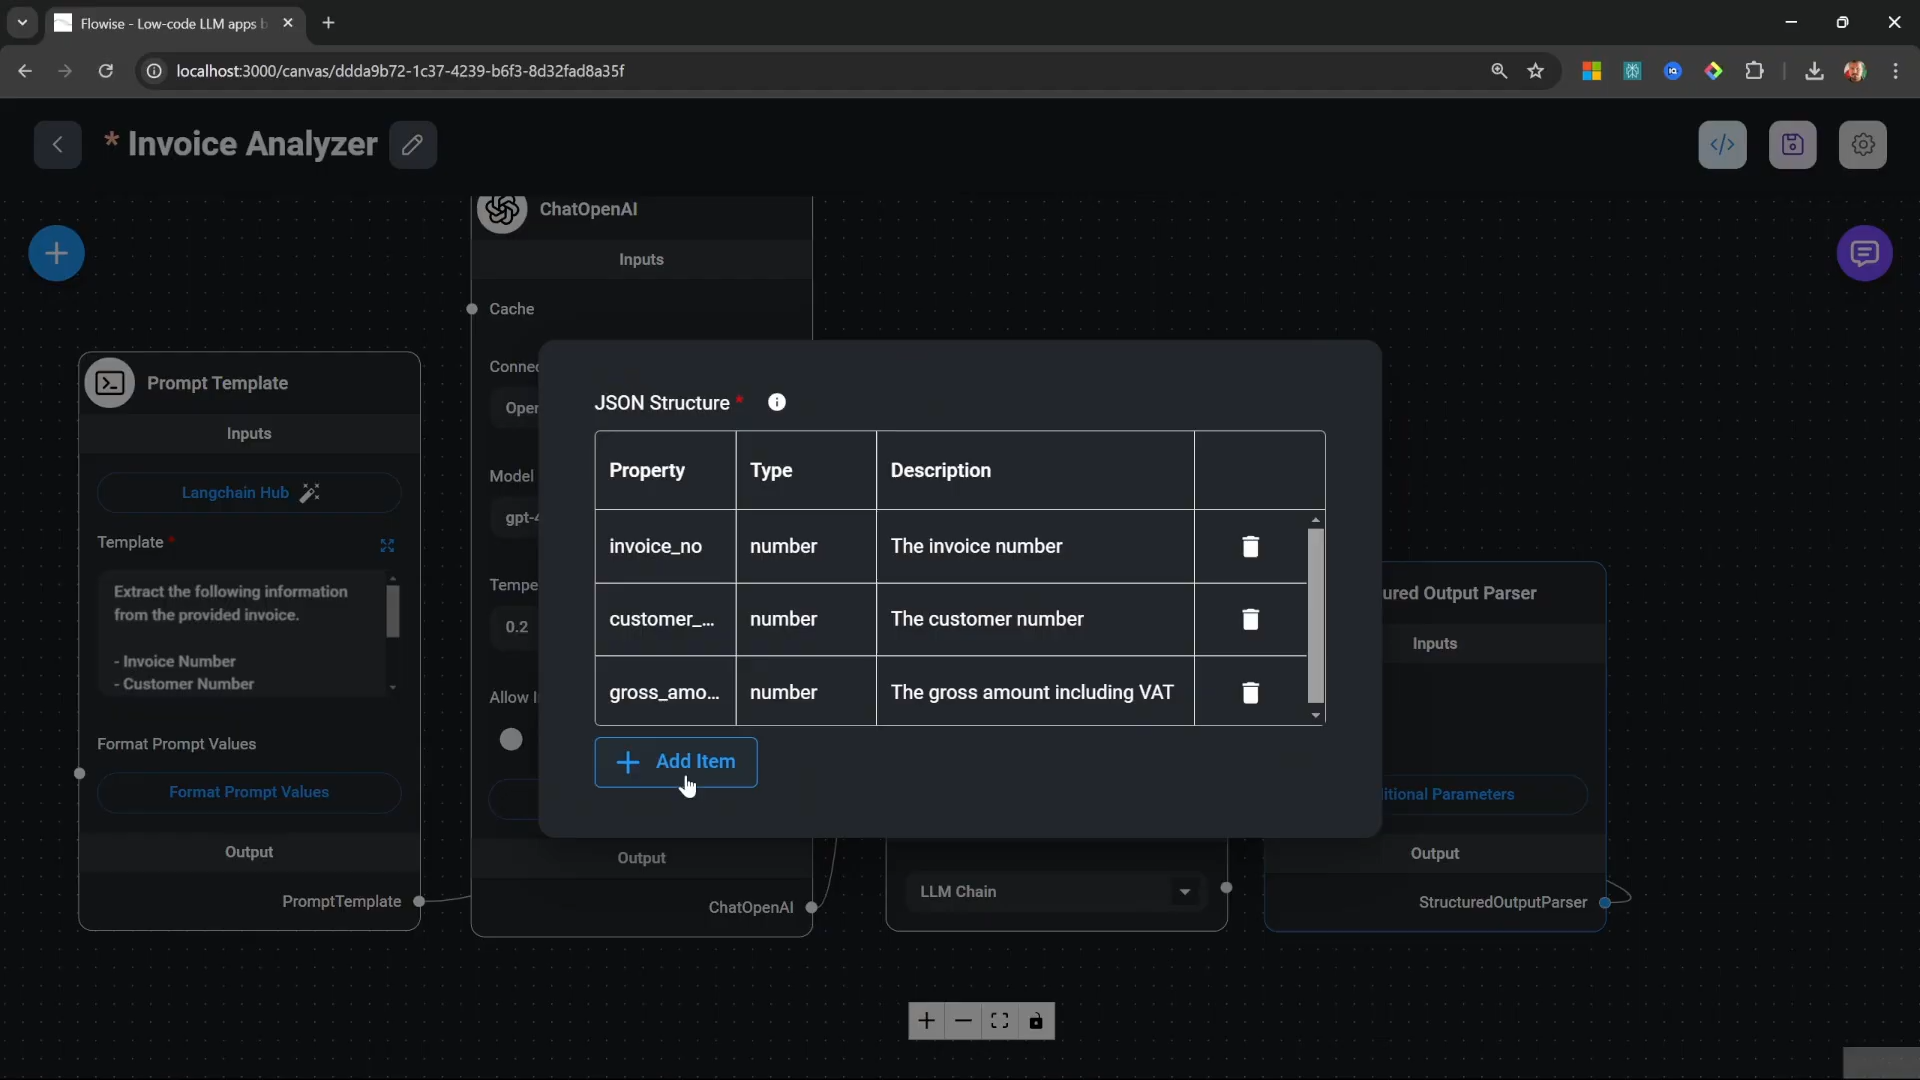 Flowise - Low-code LLM apps b
localhost:3000/canvas/ddda9b72-1c37-4239-b6f3-8d32fad8a35f
* Invoice Analyzer
ChatOpenAI
Inputs
Cache
Connec
Oper
Model
gpt-4
Tempe
0.2
Allow I
Output
ChatOpenAI
Prompt Template
Inputs
Langchain Hub
Template *
Extract the following information
from the provided invoice.
- Invoice Number
- Customer Number
Format Prompt Values
Format Prompt Values
Output
PromptTemplate
JSON Structure *
Property Type Description
invoice_no number The invoice number
customer_... number The customer number
gross_amo... number The gross amount including VAT
+ Add Item
LLM Chain
ured Output Parser
Inputs
itional Parameters
Output
StructuredOutputParser